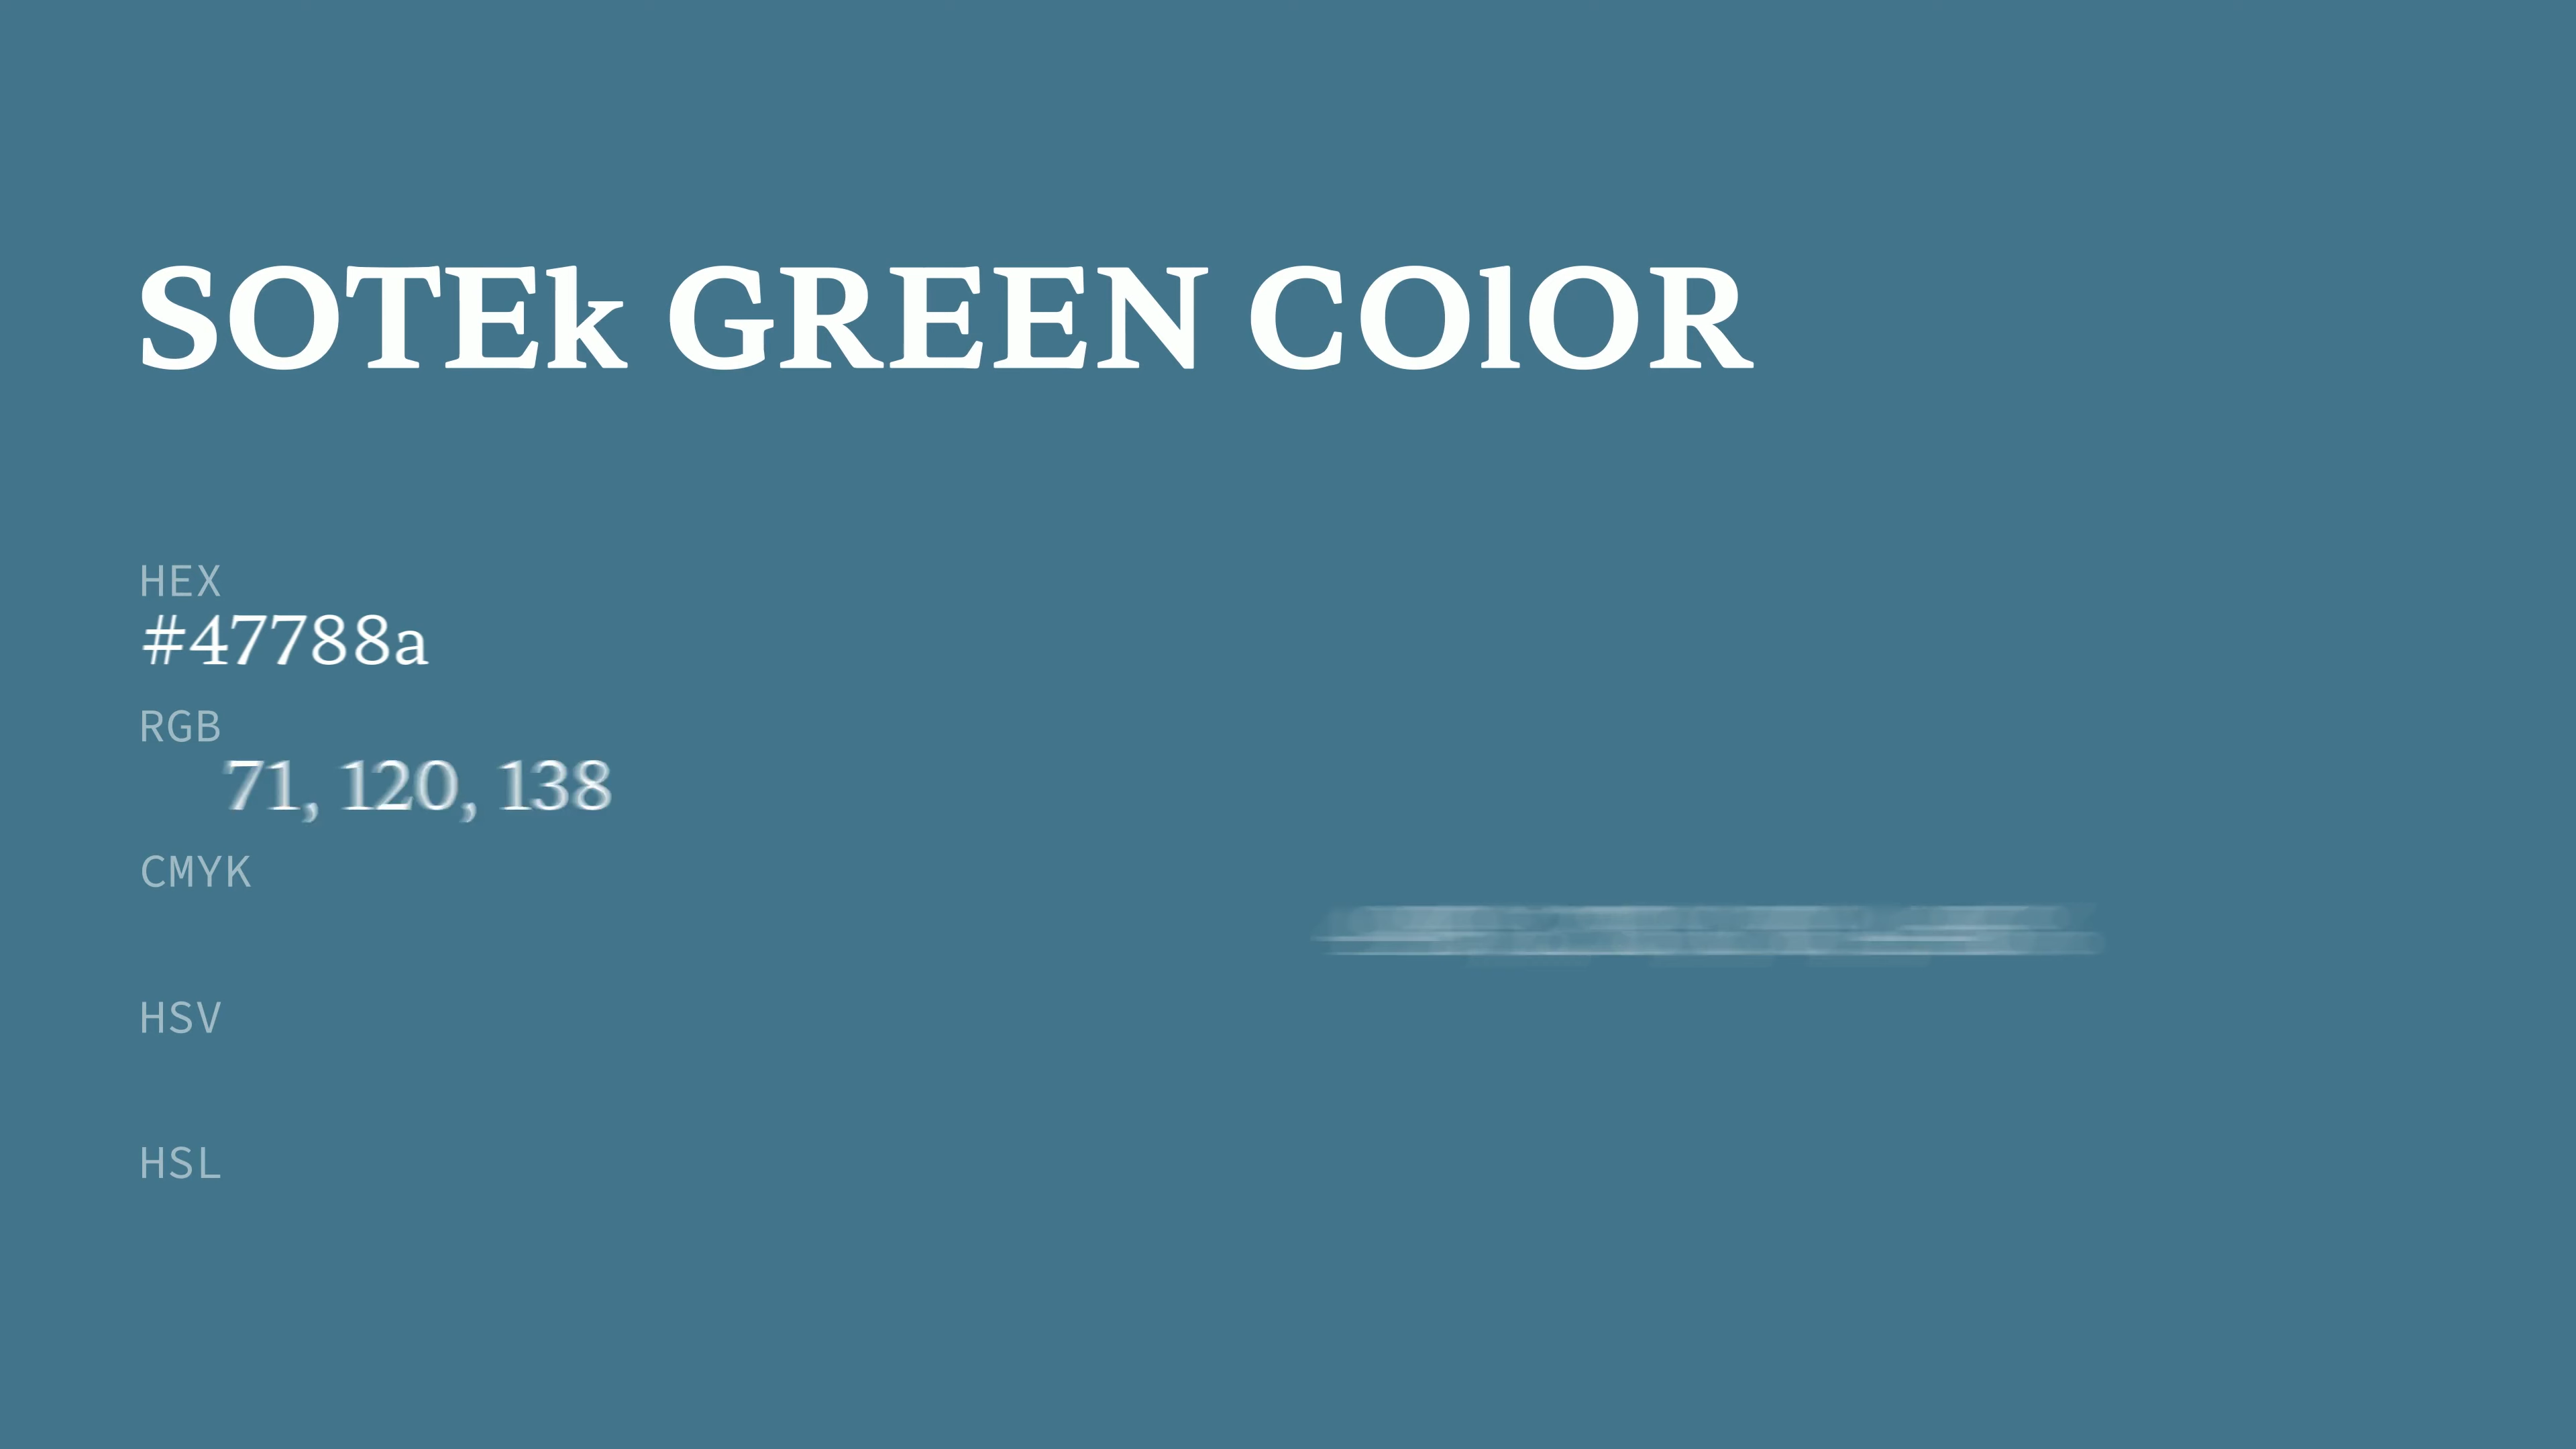 SOTEk GREEN COlOR
HEX
#47788a
RGB
71, 120, 138
CMYK
HSV
HSL